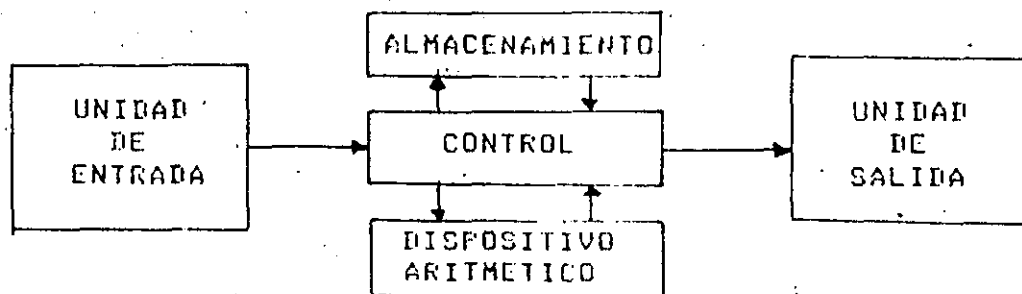 ALMACENAMIENTO
UNIDAD
DE
ENTRADA
CONTROL
UNIDAD
DE
SALIDA
DISPOSITIVO
ARITMETICO